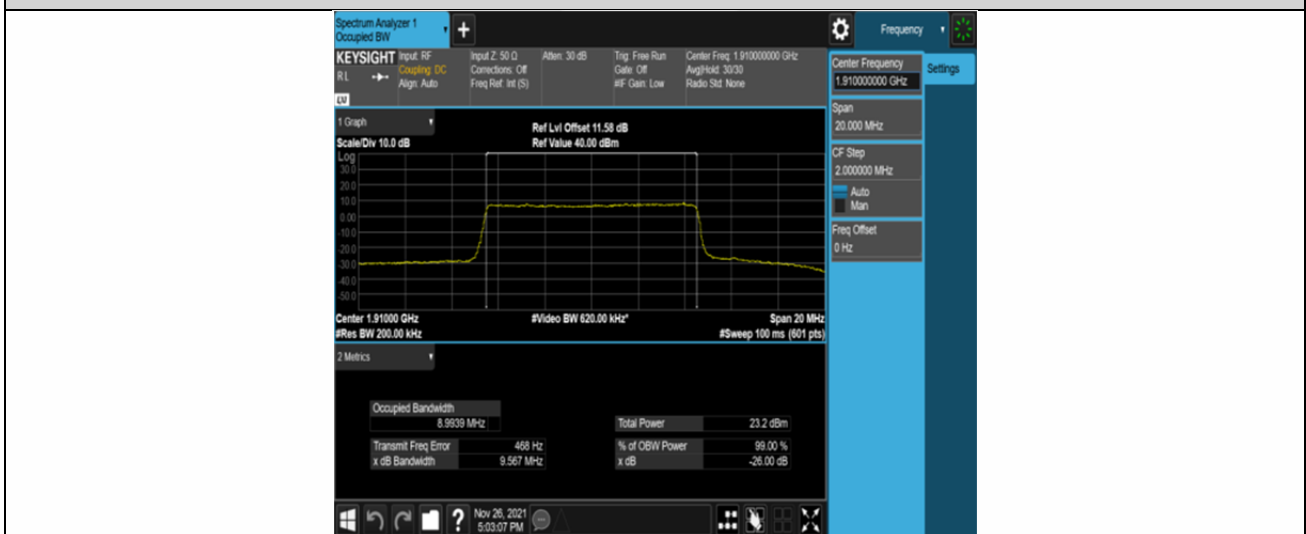 Spectrum Analyzer 1
Occupied BW
Frequency
KEYSIGHT
Input: RF
Coupling: DC
Align: Auto
R L
LXI
Input Z: 50 Ω
Corrections: Off
Freq Ref: Int (S)
Atten: 30 dB
Trig: Free Run
Gate: Off
#IF Gain: Low
Center Freq: 1.910000000 GHz
Avg|Hold: 30/30
Radio Std: None
Center Frequency
1.910000000 GHz
Settings
Span
20.000 MHz
CF Step
2.000000 MHz
Auto
Man
Freq Offset
0 Hz
1 Graph
Scale/Div 10.0 dB
Ref Lvl Offset 11.58 dB
Ref Value 40.00 dBm
Log
30.0
20.0
10.0
0.00
-10.0
-20.0
-30.0
-40.0
-50.0
Center 1.91000 GHz
#Video BW 620.00 kHz*
Span 20 MHz
#Res BW 200.00 kHz
#Sweep 100 ms (601 pts)
2 Metrics
Occupied Bandwidth
8.9939 MHz
Total Power 23.2 dBm
Transmit Freq Error 468 Hz
% of OBW Power 99.00 %
x dB Bandwidth 9.567 MHz
x dB -26.00 dB
?
Nov 26, 2021
5:03:07 PM